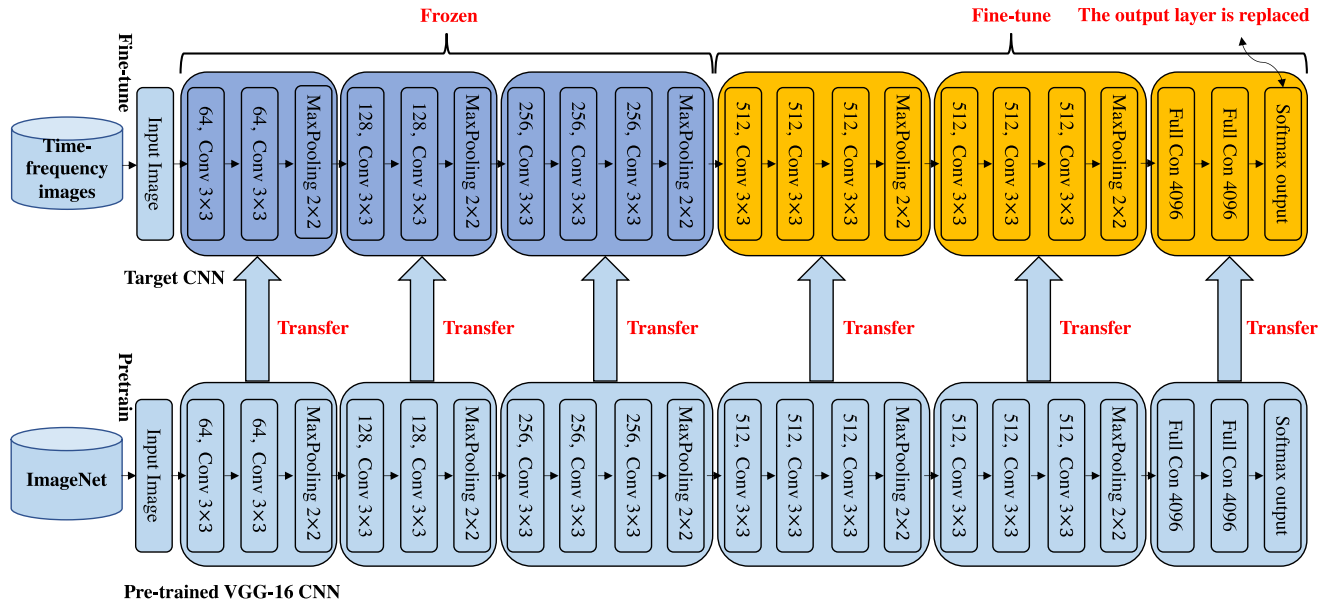 Frozen
Fine-tune
The output layer is replaced
Fine-tune
Time-
frequency
images
Input Image
64, Conv 3×3
64, Conv 3×3
MaxPooling 2×2
128, Conv 3×3
128, Conv 3×3
MaxPooling 2×2
256, Conv 3×3
256, Conv 3×3
256, Conv 3×3
MaxPooling 2×2
512, Conv 3×3
512, Conv 3×3
512, Conv 3×3
MaxPooling 2×2
512, Conv 3×3
512, Conv 3×3
512, Conv 3×3
MaxPooling 2×2
Full Con 4096
Full Con 4096
Softmax output
Target CNN
Transfer
Transfer
Transfer
Transfer
Transfer
Transfer
Pretrain
ImageNet
Input Image
64, Conv 3×3
64, Conv 3×3
MaxPooling 2×2
128, Conv 3×3
128, Conv 3×3
MaxPooling 2×2
256, Conv 3×3
256, Conv 3×3
256, Conv 3×3
MaxPooling 2×2
512, Conv 3×3
512, Conv 3×3
512, Conv 3×3
MaxPooling 2×2
512, Conv 3×3
512, Conv 3×3
512, Conv 3×3
MaxPooling 2×2
Full Con 4096
Full Con 4096
Softmax output
Pre-trained VGG-16 CNN